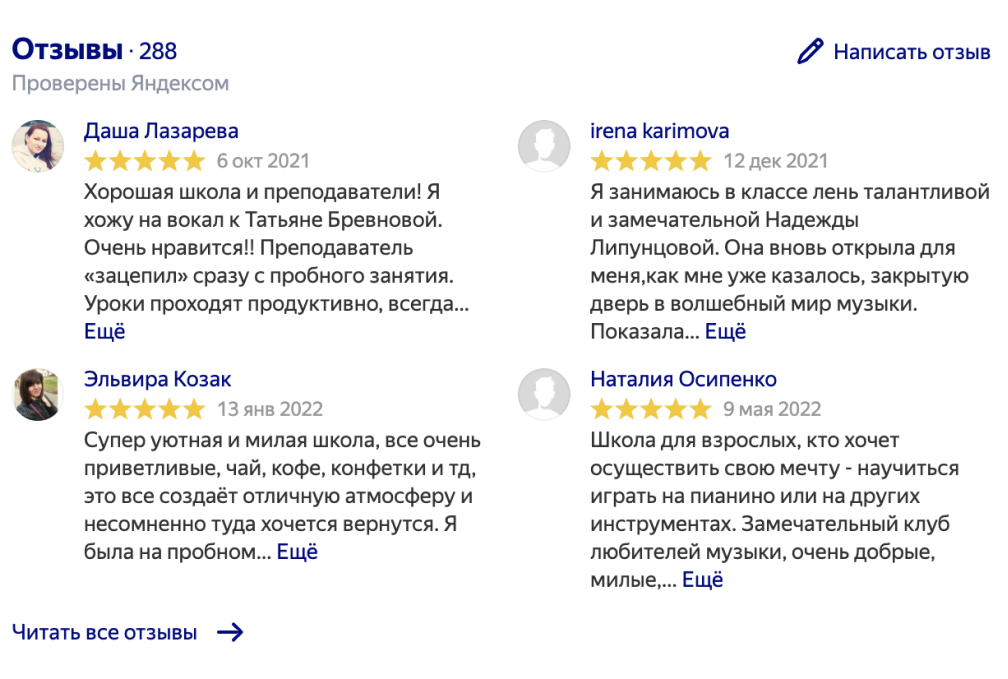 Отзывы · 288
Написать отзыв
Проверены Яндексом
Даша Лазарева
6 окт 2021
Хорошая школа и преподаватели! Я
хожу на вокал к Татьяне Бревновой.
Очень нравится!! Преподаватель
«зацепил» сразу с пробного занятия.
Уроки проходят продуктивно, всегда...
Ещё
irena karimova
12 дек 2021
Я занимаюсь в классе лень талантливой
и замечательной Надежды
Липунцовой. Она вновь открыла для
меня,как мне уже казалось, закрытую
дверь в волшебный мир музыки.
Показала... Ещё
Эльвира Козак
13 янв 2022
Супер уютная и милая школа, все очень
приветливые, чай, кофе, конфетки и тд,
это все создаёт отличную атмосферу и
несомненно туда хочется вернутся. Я
была на пробном... Ещё
Наталия Осипенко
9 мая 2022
Школа для взрослых, кто хочет
осуществить свою мечту - научиться
играть на пианино или на других
инструментах. Замечательный клуб
любителей музыки, очень добрые,
милые,... Ещё
Читать все отзывы →